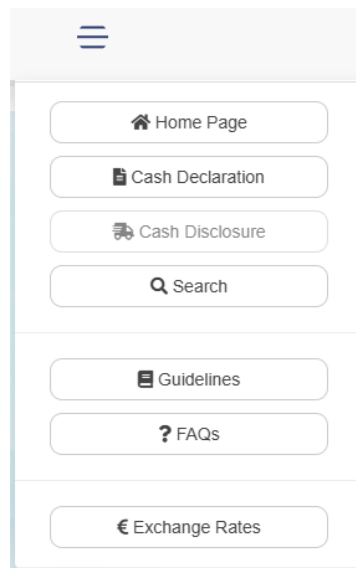 Home Page
Cash Declaration
Cash Disclosure
Search
Guidelines
FAQs
€ Exchange Rates